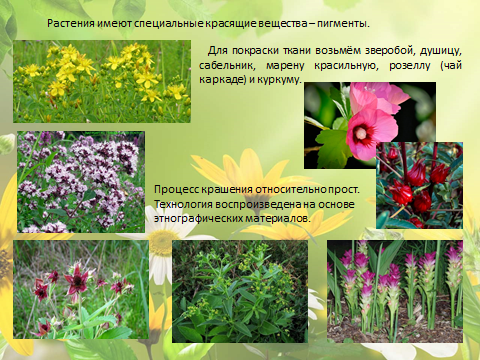 Растения имеют специальные красящие вещества – пигменты.
Для покраски ткани возьмём зверобой, душицу,
сабельник, марену красильную, розеллу (чай
каркаде) и куркуму.
Процесс крашения относительно прост.
Технология воспроизведена на основе
этнографических материалов.